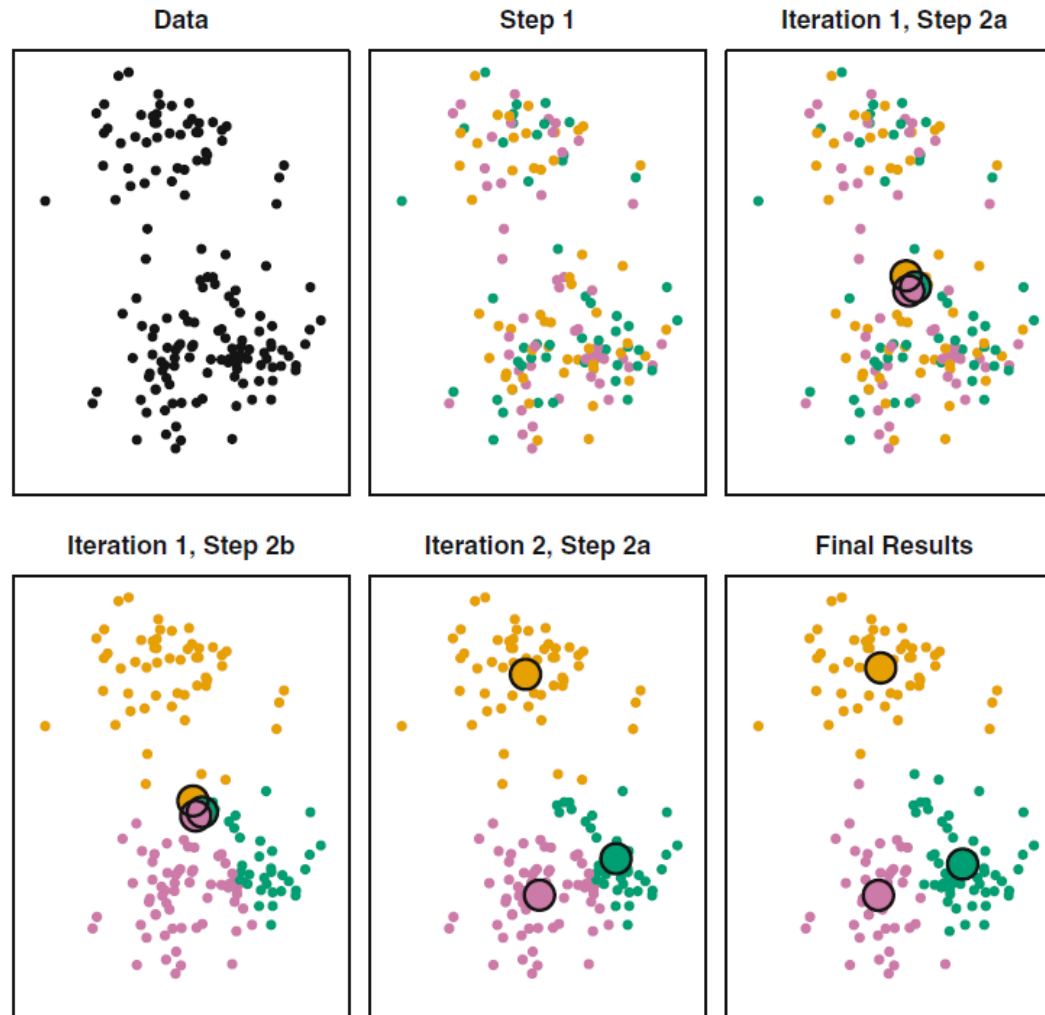 Data
Step 1
Iteration 1, Step 2a
Iteration 1, Step 2b
Iteration 2, Step 2a
Final Results